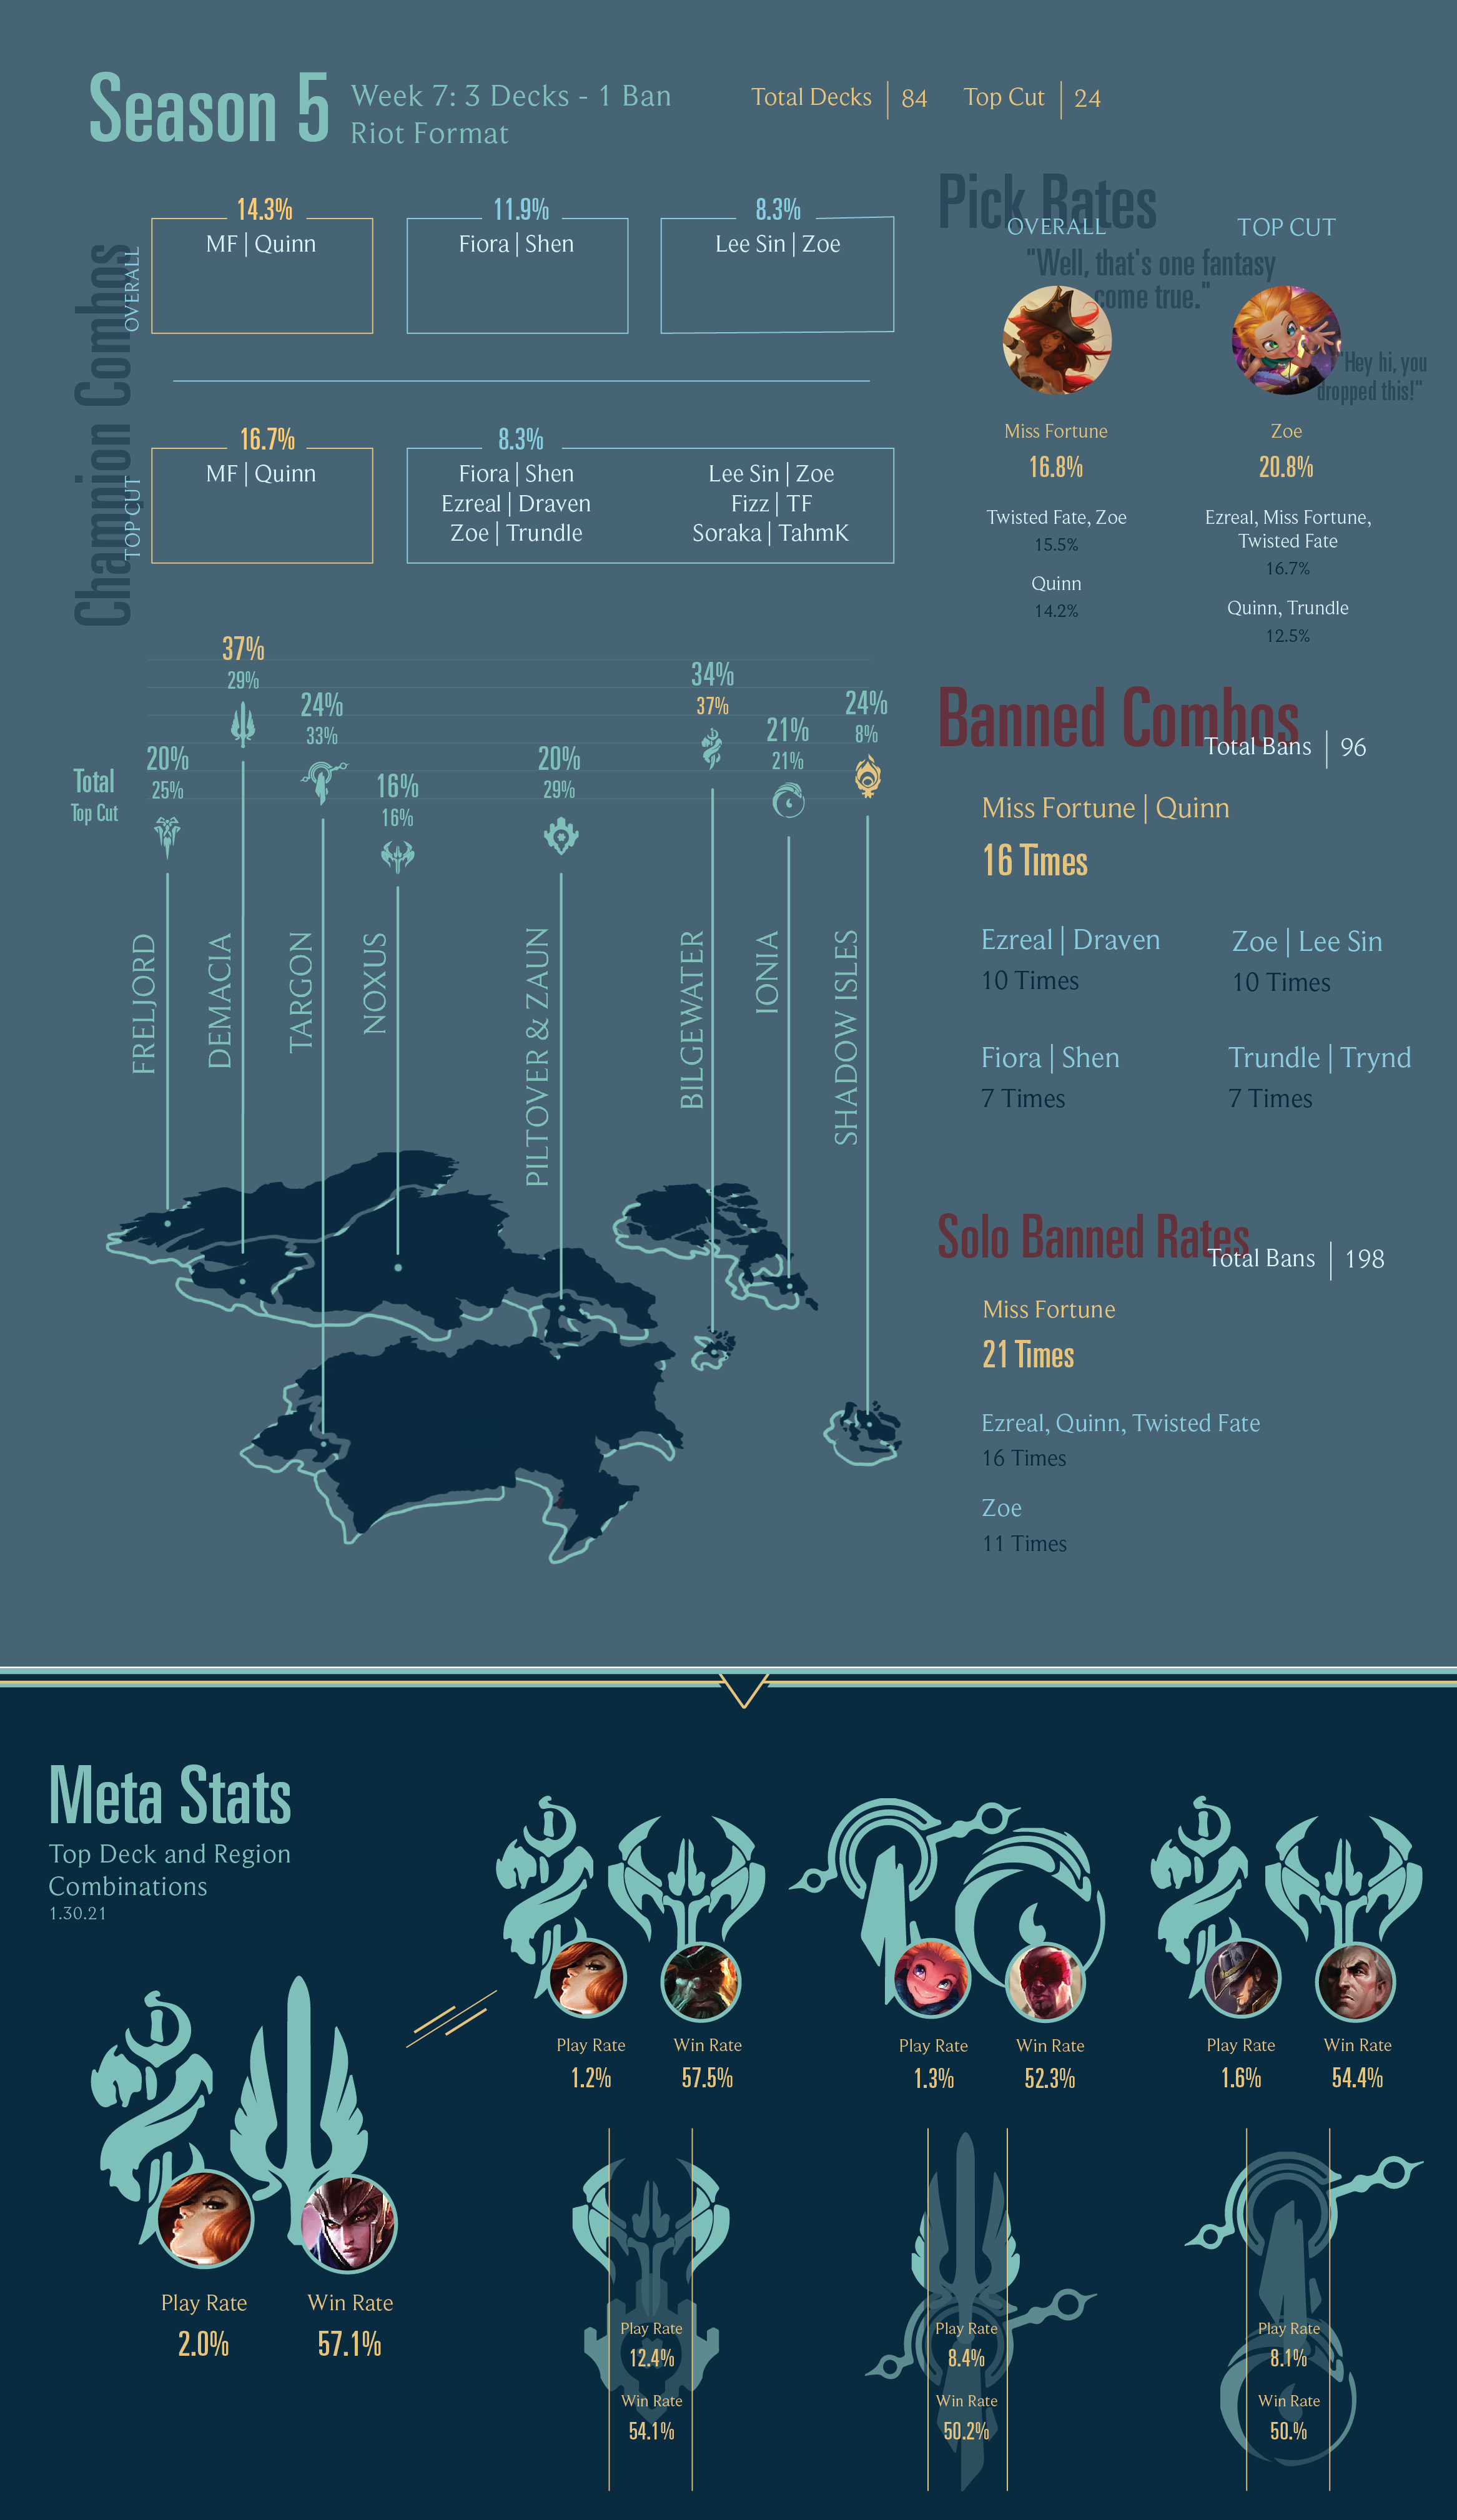 Season 5
Week 7: 3 Decks - 1 Ban
Riot Format
Total Decks | 84
Top Cut | 24
Champion Combos
OVERALL
14.3%
MF | Quinn
11.9%
Fiora | Shen
8.3%
Lee Sin | Zoe
TOP CUT
16.7%
MF | Quinn
8.3%
Fiora | Shen
Ezreal | Draven
Zoe | Trundle
Lee Sin | Zoe
Fizz | TF
Soraka | TahmK
Pick Rates
OVERALL
"Well, that's one fantasy
come true."
Miss Fortune
16.8%
Twisted Fate, Zoe
15.5%
Quinn
14.2%
TOP CUT
"Hey hi, you
dropped this!"
Zoe
20.8%
Ezreal, Miss Fortune,
Twisted Fate
16.7%
Quinn, Trundle
12.5%
Total
Top Cut
20%
25%
FRELJORD
37%
29%
DEMACIA
24%
33%
TARGON
16%
16%
NOXUS
20%
29%
PILTOVER & ZAUN
34%
37%
BILGEWATER
21%
21%
IONIA
24%
8%
SHADOW ISLES
Banned Combos
Total Bans | 96
Miss Fortune | Quinn
16 Times
Ezreal | Draven
10 Times
Zoe | Lee Sin
10 Times
Fiora | Shen
7 Times
Trundle | Trynd
7 Times
Solo Banned Rates
Total Bans | 198
Miss Fortune
21 Times
Ezreal, Quinn, Twisted Fate
16 Times
Zoe
11 Times
Meta Stats
Top Deck and Region
Combinations
1.30.21
Play Rate
2.0%
Win Rate
57.1%
Play Rate
1.2%
Win Rate
57.5%
Play Rate
1.3%
Win Rate
52.3%
Play Rate
1.6%
Win Rate
54.4%
Play Rate
12.4%
Win Rate
54.1%
Play Rate
8.4%
Win Rate
50.2%
Play Rate
8.1%
Win Rate
50.%